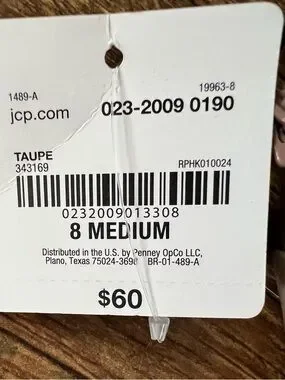 1489-A
19963-8
jcp.com
023-2009 0190
TAUPE
343169
RPHK010024
0232009013308
8 MEDIUM
Distributed in the U.S. by Penney OpCo LLC,
Plano, Texas 75024-3698 BR-01-489-A
$60